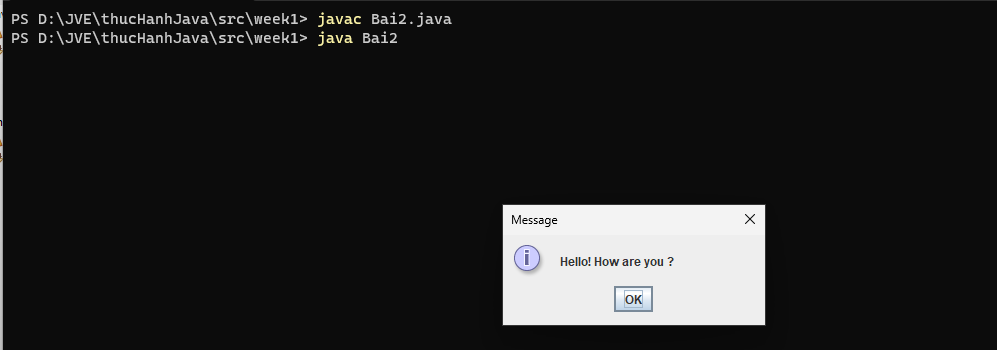 PS D:\JVE\thucHanhJava\src\week1> javac Bai2.java
PS D:\JVE\thucHanhJava\src\week1> java Bai2
Message
Hello! How are you ?
OK